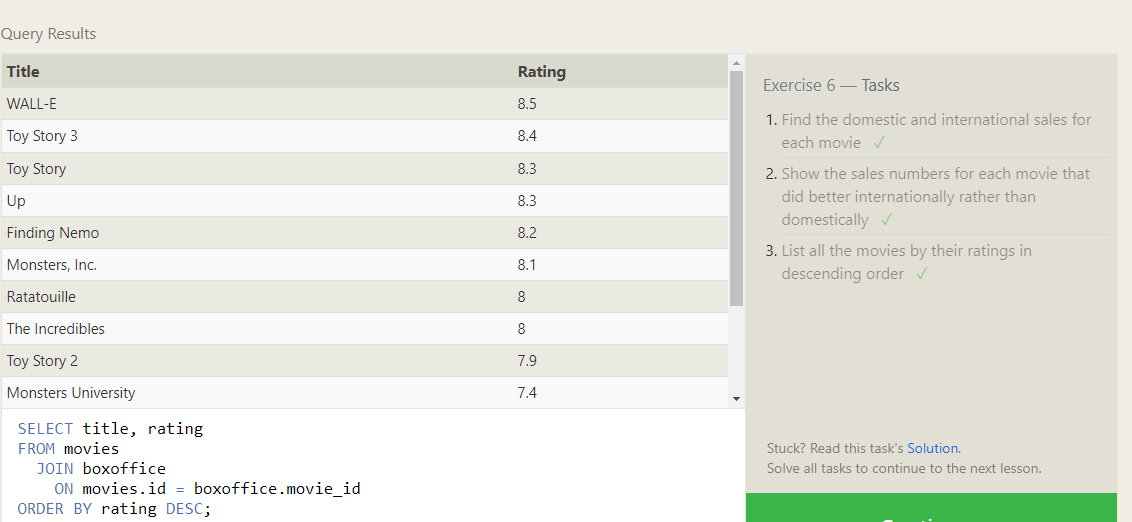 Query Results
Title Rating
WALL-E 8.5
Toy Story 3 8.4
Toy Story 8.3
Up 8.3
Finding Nemo 8.2
Monsters, Inc. 8.1
Ratatouille 8
The Incredibles 8
Toy Story 2 7.9
Monsters University 7.4
SELECT title, rating
FROM movies
JOIN boxoffice
ON movies.id = boxoffice.movie_id
ORDER BY rating DESC;
Exercise 6 — Tasks
1. Find the domestic and international sales for
each movie ✓
2. Show the sales numbers for each movie that
did better internationally rather than
domestically ✓
3. List all the movies by their ratings in
descending order ✓
Stuck? Read this task's Solution.
Solve all tasks to continue to the next lesson.